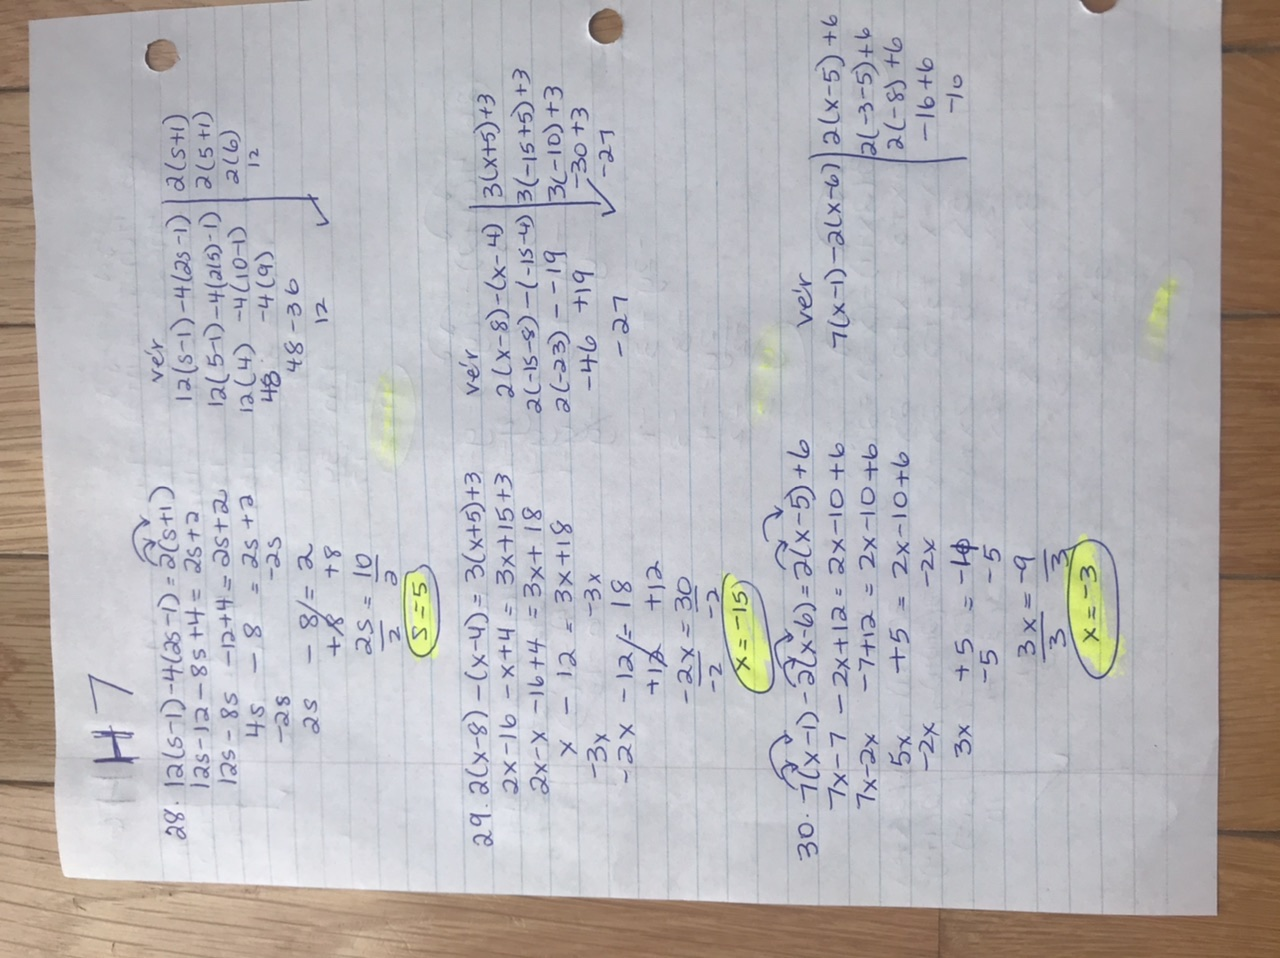 H7
28. 12(s-1)-4(2s-1) = 2(s+1)
12s-12-8s+4 = 2s+2
12s-8s -12+4 = 2s+2
4s - 8 = 2s+2
-2s -2s
2s - 8 = 2
+8 +8
2s = 10
2 2
s=5
vér
12(s-1)-4(2s-1) | 2(s+1)
12(5-1)-4(2(5)-1) 2(5+1)
12(4) -4(10-1) 2(6)
48 -4(9) 12
48-36
12 ✓
29. 2(x-8)-(x-4) = 3(x+5)+3
2x-16-x+4 = 3x+15+3
2x-x-16+4 = 3x+18
x - 12 = 3x+18
-3x -3x
-2x -12 = 18
+12 +12
-2x = 30
-2 -2
x = -15
vér
2(x-8)-(x-4) | 3(x+5)+3
2(-15-8)-(-15-4) 3(-15+5)+3
2(-23) - -19 3(-10)+3
-46 +19 -30+3
-27 ✓ -27
30. 7(x-1)-2(x-6) = 2(x-5)+6
7x-7-2x+12 = 2x-10+6
7x-2x -7+12 = 2x-10+6
5x +5 = 2x-10+6
-2x -2x
3x +5 = -4
-5 -5
3x = -9
3 3
x = -3
vér
7(x-1)-2(x-6) | 2(x-5)+6
2(-3-5)+6
2(-8)+6
-16+6
-10